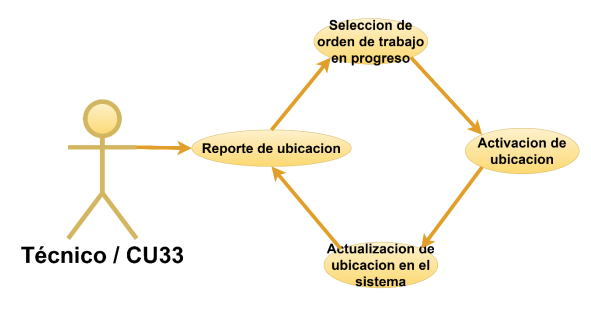 Seleccion de
orden de trabajo
en progreso
Reporte de ubicacion
Activacion de
ubicacion
Técnico / CU33
Actualizacion de
ubicacion en el
sistema